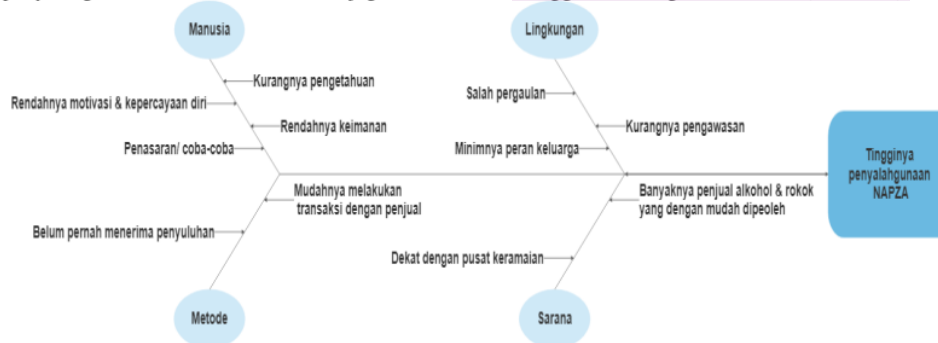 Manusia
Lingkungan
Kurangnya pengetahuan
Rendahnya motivasi & kepercayaan diri
Rendahnya keimanan
Penasaran/ coba-coba
Salah pergaulan
Kurangnya pengawasan
Minimnya peran keluarga
Tingginya
penyalahgunaan
NAPZA
Mudahnya melakukan
transaksi dengan penjual
Belum pernah menerima penyuluhan
Banyaknya penjual alkohol & rokok
yang dengan mudah dipeoleh
Dekat dengan pusat keramaian
Metode
Sarana